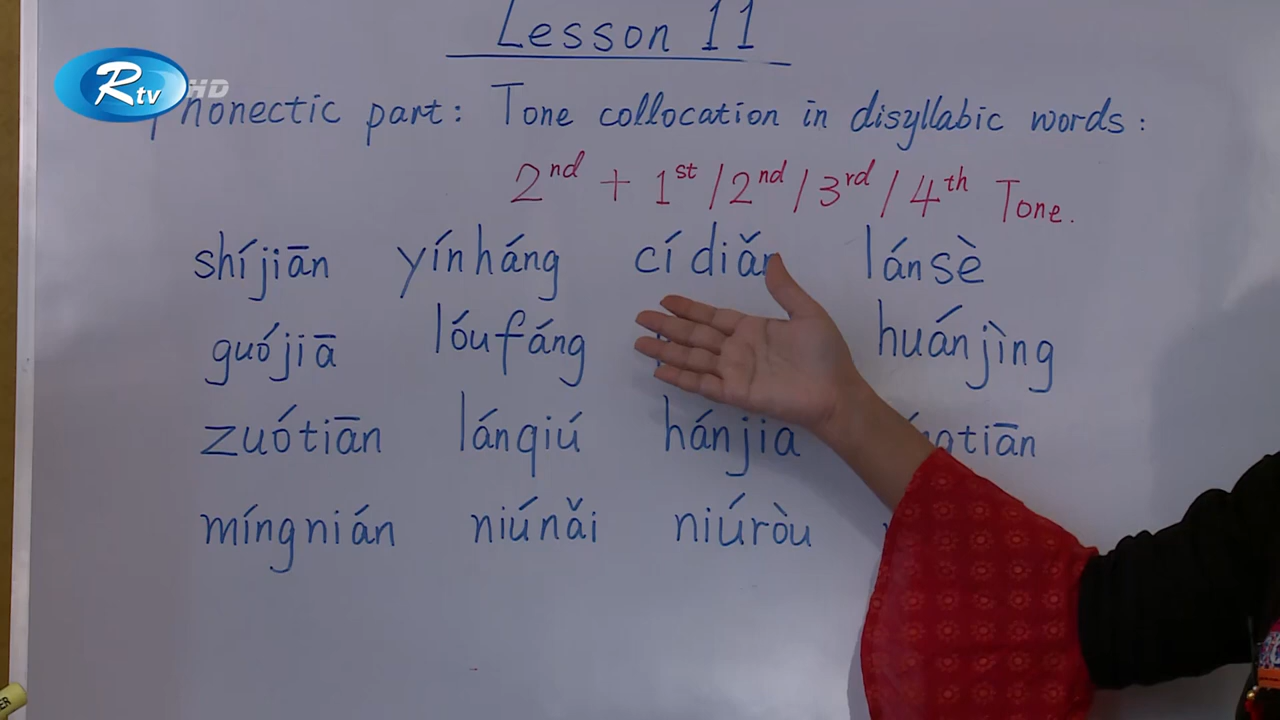 Lesson 11
Rtv HD
Phonectic part: Tone collocation in disyllabic words:
2nd + 1st / 2nd / 3rd / 4th Tone.
shíjiān yínháng cídiǎn lánsè
guójiā lóufáng huánjìng
zuótiān lánqiú hánjia
míngnián niúnǎi niúròu